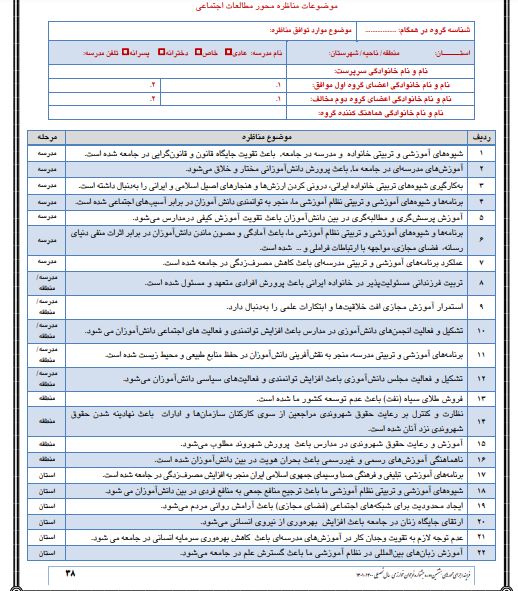 موضوعات مناظره محور مطالعات اجتماعی
شناسه گروه در همگام: ............... موضوع موارد توافق مناظره:
استـــــــان: منطقه/ ناحیه/ شهرستان: نام مدرسه: عادی خاص دخترانه پسرانه تلفن مدرسه:
نام و نام خانوادگی سرپرست:
نام و نام خانوادگی اعضای گروه اول موافق: ۱. ۲.
نام و نام خانوادگی اعضای گروه دوم مخالف: ۱. ۲.
نام و نام خانوادگی هماهنگ کننده گروه:
ردیف موضوع مناظره مرحله
۱ شیوه‌های آموزشی و تربیتی خانواده و مدرسه در جامعه، باعث تقویت جایگاه قانون و قانون‌گرایی در جامعه شده است. مدرسه
۲ آموزش‌های مدرسه‌ای در جامعه ما، باعث پرورش دانش‌آموزانی مختار و خلاق می‌شود. مدرسه
۳ به‌کارگیری شیوه‌های تربیتی خانواده ایرانی، درونی کردن ارزش‌ها و هنجارهای اصیل اسلامی و ایرانی را به‌دنبال داشته است. مدرسه
۴ برنامه‌ها و شیوه‌های آموزشی و تربیتی نظام آموزشی ما، منجر به توانمندی دانش‌آموزان در برابر آسیب‌های اجتماعی شده است. مدرسه
۵ آموزش پرسش‌گری و مطالبه‌گری در بین دانش‌آموزان باعث تقویت آموزش کیفی درمدارس می‌شود. مدرسه
۶ برنامه‌ها و شیوه‌های آموزشی و تربیتی نظام آموزشی ما، باعث آمادگی و مصون ماندن دانش‌آموزان در برابر اثرات منفی دنیای رسانه، فضای مجازی، مواجهه با ارتباطات فراملی و ... شده است. مدرسه
۷ عملکرد برنامه‌های آموزشی و تربیتی مدرسه‌ای باعث کاهش مصرف‌زدگی در جامعه شده است. مدرسه
۸ تربیت فرزندانی مسئولیت‌پذیر در خانواده ایرانی باعث پرورش افرادی متعهد و مسئول شده است. مدرسه/ منطقه
۹ استمرار آموزش مجازی افت خلاقیت‌ها و ابتکارات علمی را به‌دنبال دارد. مدرسه/ منطقه
۱۰ تشکیل و فعالیت انجمن‌های دانش‌آموزی در مدارس باعث افزایش توانمندی و فعالیت های اجتماعی دانش‌آموزان می شود. مدرسه/ منطقه
۱۱ برنامه‌های آموزشی و تربیتی مدرسه، منجر به نقش‌آفرینی دانش‌آموزان در حفظ منابع طبیعی و محیط زیست شده است. مدرسه/ منطقه
۱۲ تشکیل و فعالیت مجلس دانش‌آموزی باعث افزایش توانمندی و فعالیت‌های سیاسی دانش‌آموزان می‌شود. مدرسه/ منطقه
۱۳ فروش طلای سیاه (نفت) باعث عدم توسعه کشور ما شده است. منطقه
۱۴ نظارت و کنترل بر رعایت حقوق شهروندی مراجعین از سوی کارکنان سازمان‌ها و ادارات باعث نهادینه شدن حقوق شهروندی نزد آنان شده است. منطقه
۱۵ آموزش و رعایت حقوق شهروندی در مدارس باعث پرورش شهروند مطلوب می‌شود. منطقه
۱۶ ناهماهنگی آموزش‌های رسمی و غیررسمی باعث بحران هویت در بین دانش‌آموزان شده است. منطقه
۱۷ برنامه‌های آموزشی، تبلیغی و فرهنگی صدا وسیمای جمهوی اسلامی ایران منجر به افزایش مصرف‌زدگی در جامعه شده است. استان
۱۸ شیوه‌های آموزشی و تربیتی نظام آموزشی ما باعث ترجیح منافع جمعی به منافع فردی در بین دانش‌آموزان می شود. استان
۱۹ ایجاد محدودیت برای شبکه‌های اجتماعی (فضای مجازی) باعث آرامش روانی مردم می‌شود. استان
۲۰ ارتقای جایگاه زنان در جامعه باعث افزایش بهره‌وری از نیروی انسانی می‌شود. استان
۲۱ عدم توجه لازم به تقویت وجدان کار در آموزش‌های مدرسه‌ای باعث کاهش بهره‌وری سرمایه انسانی در جامعه می شود. استان
۲۲ آموزش زبان‌های بین‌المللی در نظام آموزشی ما باعث گسترش علم در جامعه می‌شود. استان
۳۸